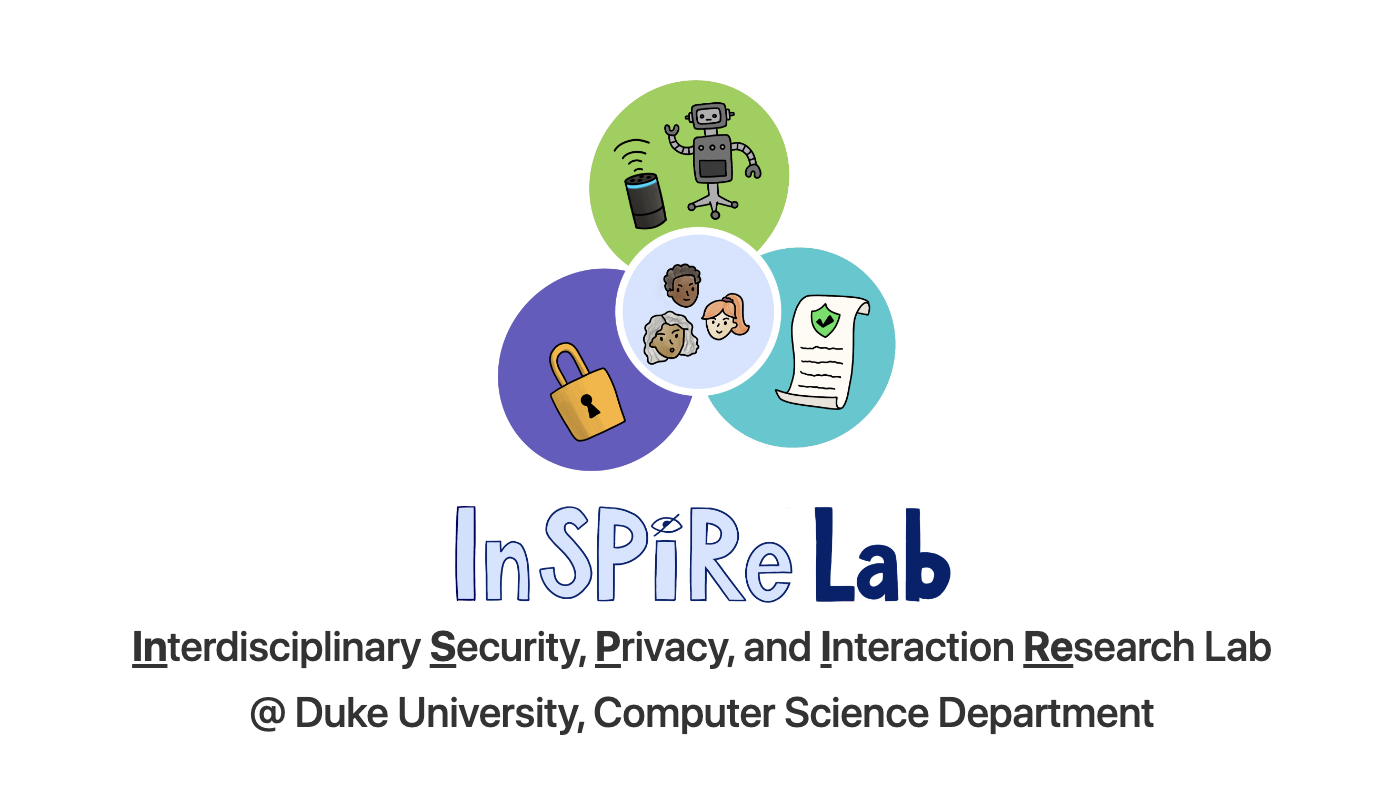 InSPiRe Lab
Interdisciplinary Security, Privacy, and Interaction Research Lab
@ Duke University, Computer Science Department